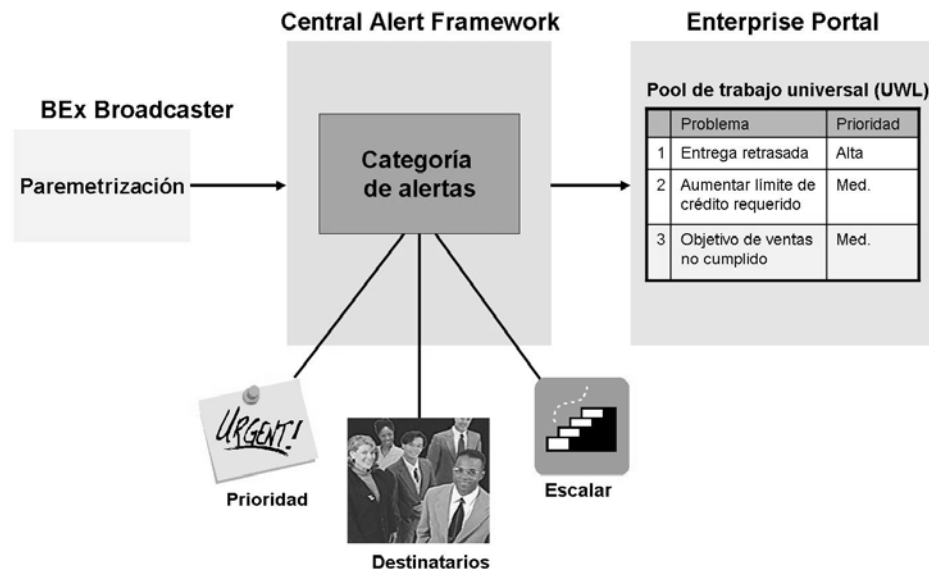 Central Alert Framework
Enterprise Portal
BEx Broadcaster
Paremetrización
Categoría
de alertas
Pool de trabajo universal (UWL)
Problema Prioridad
1 Entrega retrasada Alta
2 Aumentar límite de Med.
crédito requerido
3 Objetivo de ventas Med.
no cumplido
URGENT!
Prioridad
Destinatarios
Escalar